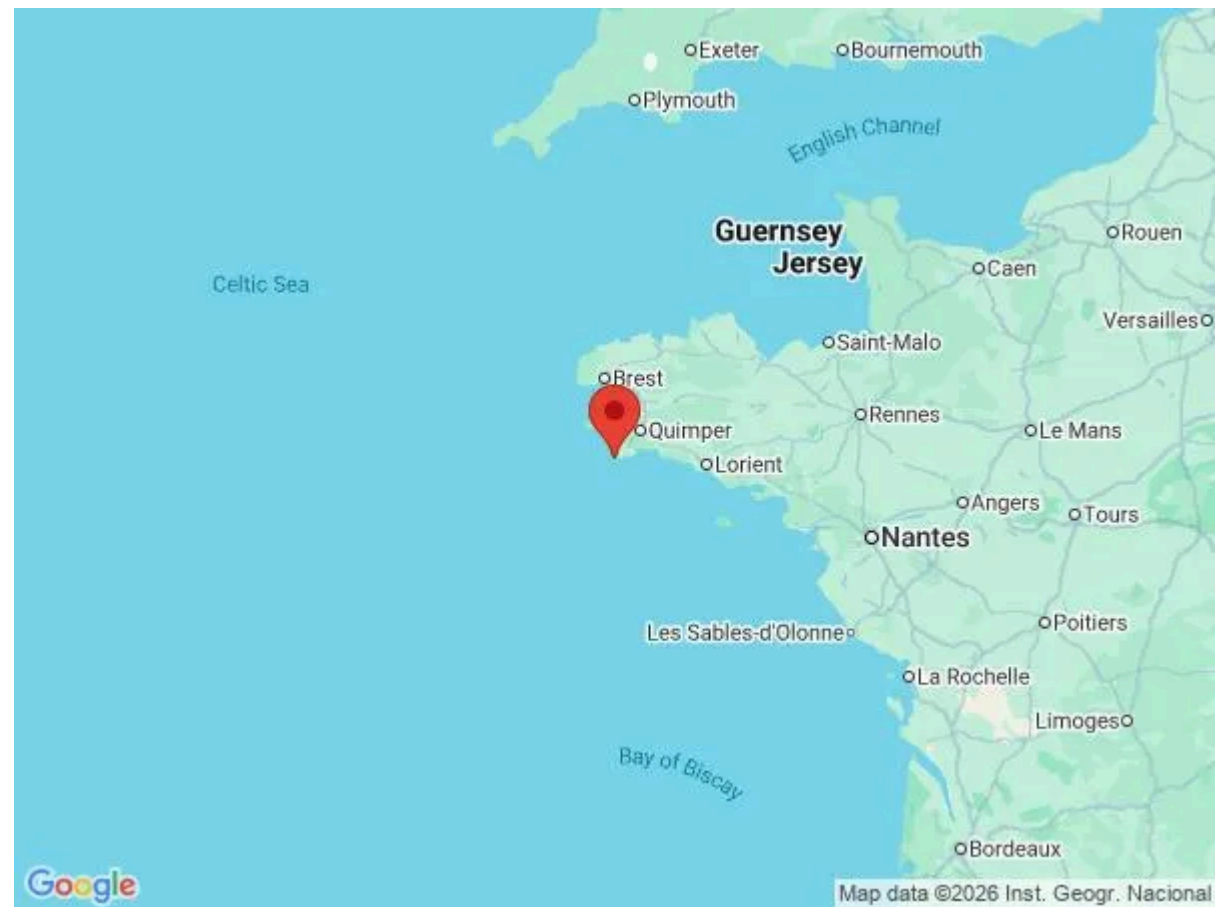 Exeter
Bournemouth
Plymouth
English Channel
Guernsey
Jersey
Rouen
Caen
Celtic Sea
Versailles
Saint-Malo
Brest
Rennes
Quimper
Le Mans
Lorient
Angers
Tours
Nantes
Poitiers
Les Sables-d'Olonne
La Rochelle
Limoges
Bay of Biscay
Bordeaux
Google
Map data ©2026 Inst. Geogr. Nacional